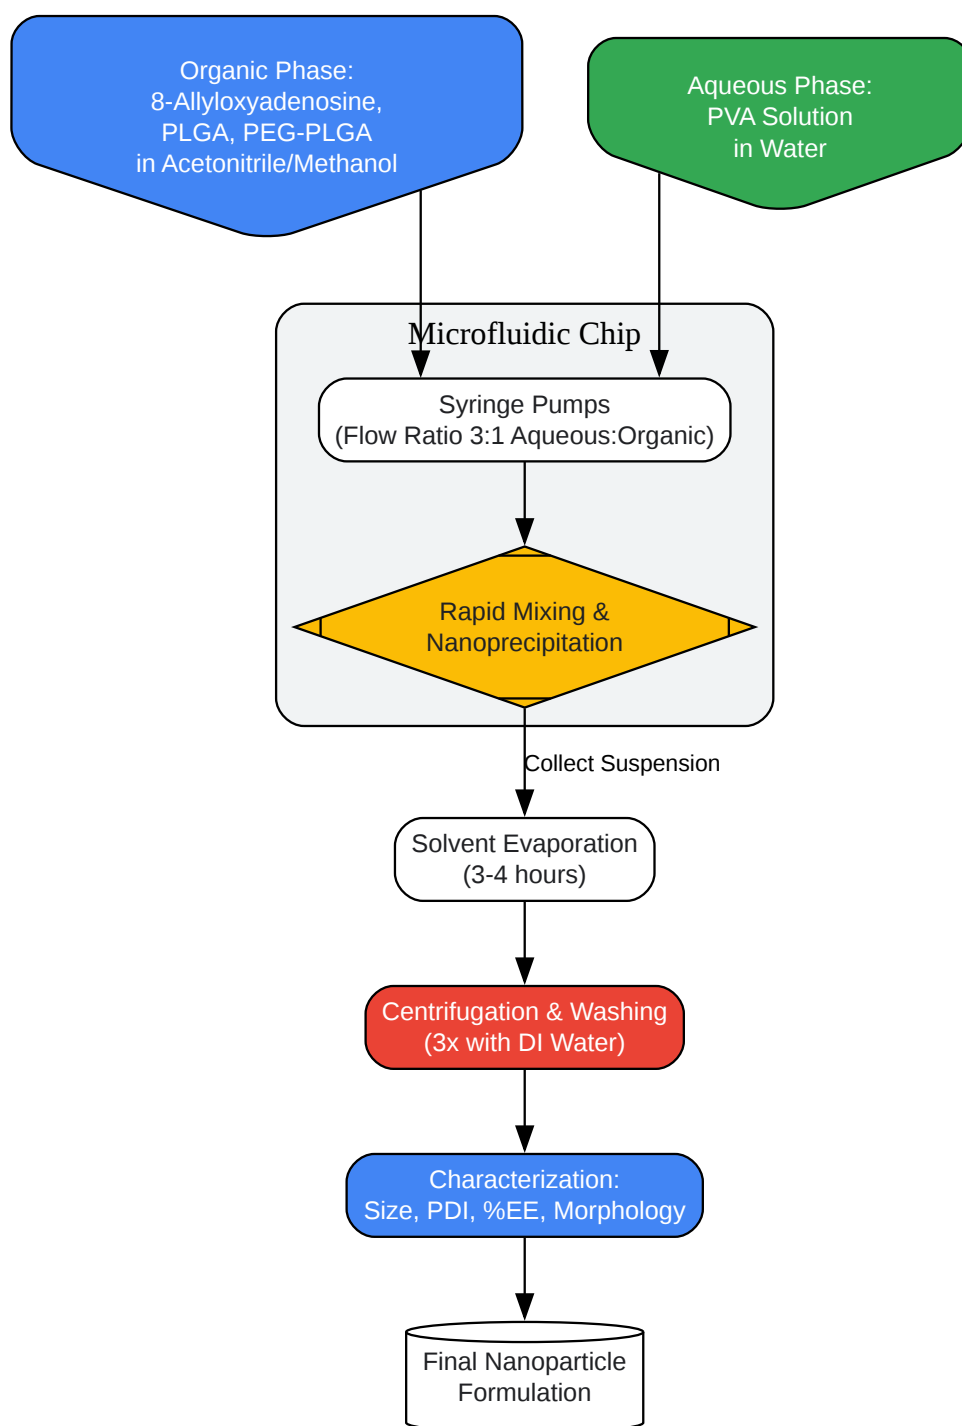 Organic Phase:
8-Allyloxyadenosine,
PLGA, PEG-PLGA
in Acetonitrile/Methanol
Aqueous Phase:
PVA Solution
in Water
Microfluidic Chip
Syringe Pumps
(Flow Ratio 3:1 Aqueous:Organic)
Rapid Mixing &
Nanoprecipitation
Collect Suspension
Solvent Evaporation
(3-4 hours)
Centrifugation & Washing
(3x with DI Water)
Characterization:
Size, PDI, %EE, Morphology
Final Nanoparticle
Formulation